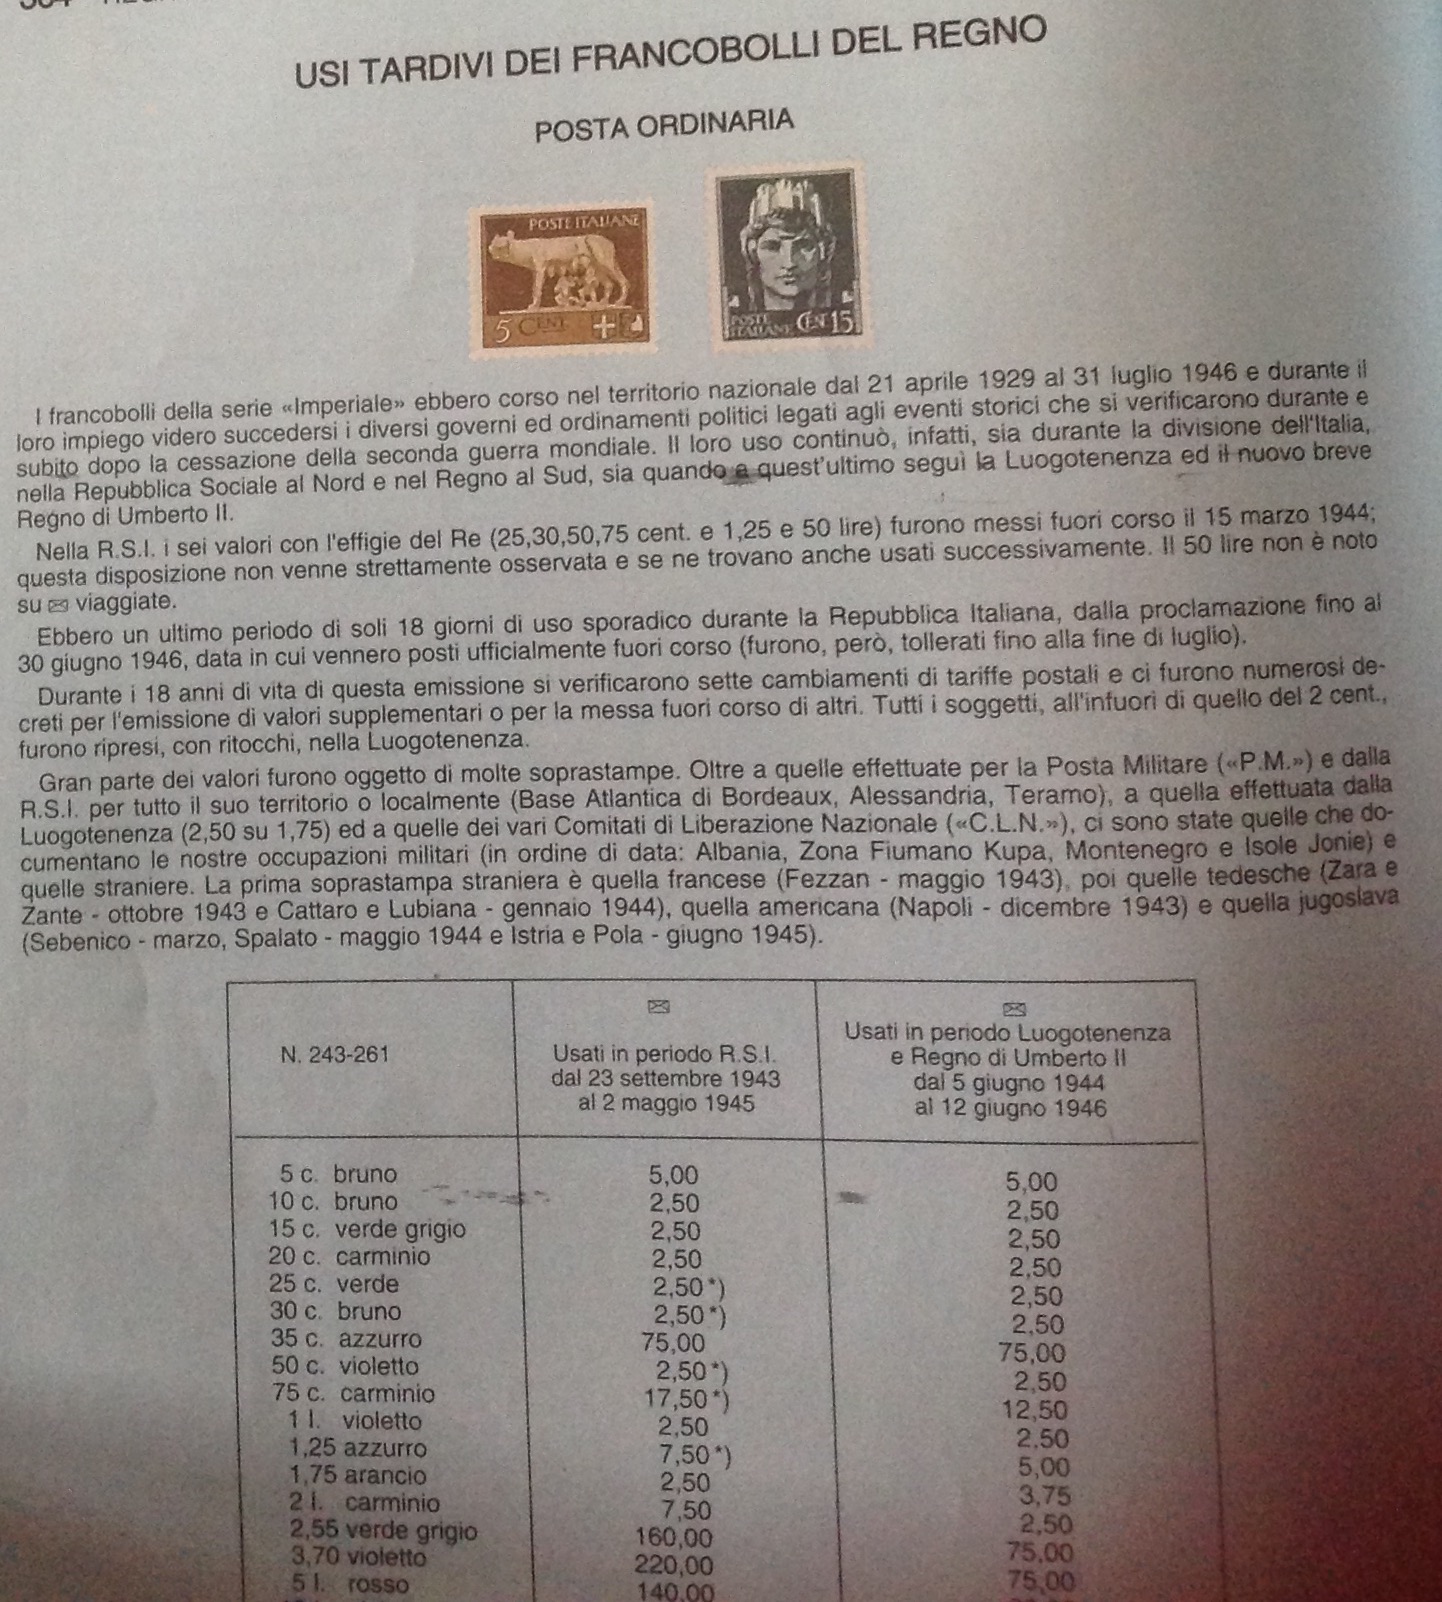 USI TARDIVI DEI FRANCOBOLLI DEL REGNO
POSTA ORDINARIA
POSTE ITALIANE
5 CENT
POSTE
ITALIANE CEN 15
I francobolli della serie «Imperiale» ebbero corso nel territorio nazionale dal 21 aprile 1929 al 31 luglio 1946 e durante il
loro impiego videro succedersi i diversi governi ed ordinamenti politici legati agli eventi storici che si verificarono durante e
subito dopo la cessazione della seconda guerra mondiale. Il loro uso continuò, infatti, sia durante la divisione dell'Italia,
nella Repubblica Sociale al Nord e nel Regno al Sud, sia quando a quest'ultimo seguì la Luogotenenza ed il nuovo breve
Regno di Umberto II.
Nella R.S.I. i sei valori con l'effigie del Re (25,30,50,75 cent. e 1,25 e 50 lire) furono messi fuori corso il 15 marzo 1944;
questa disposizione non venne strettamente osservata e se ne trovano anche usati successivamente. Il 50 lire non è noto
su ✉ viaggiate.
Ebbero un ultimo periodo di soli 18 giorni di uso sporadico durante la Repubblica Italiana, dalla proclamazione fino al
30 giugno 1946, data in cui vennero posti ufficialmente fuori corso (furono, però, tollerati fino alla fine di luglio).
Durante i 18 anni di vita di questa emissione si verificarono sette cambiamenti di tariffe postali e ci furono numerosi de-
creti per l'emissione di valori supplementari o per la messa fuori corso di altri. Tutti i soggetti, all'infuori di quello del 2 cent.,
furono ripresi, con ritocchi, nella Luogotenenza.
Gran parte dei valori furono oggetto di molte soprastampe. Oltre a quelle effettuate per la Posta Militare («P.M.») e dalla
R.S.I. per tutto il suo territorio o localmente (Base Atlantica di Bordeaux, Alessandria, Teramo), a quella effettuata dalla
Luogotenenza (2,50 su 1,75) ed a quelle dei vari Comitati di Liberazione Nazionale («C.L.N.»), ci sono state quelle che do-
cumentano le nostre occupazioni militari (in ordine di data: Albania, Zona Fiumano Kupa, Montenegro e Isole Jonie) e
quelle straniere. La prima soprastampa straniera è quella francese (Fezzan - maggio 1943), poi quelle tedesche (Zara e
Zante - ottobre 1943 e Cattaro e Lubiana - gennaio 1944), quella americana (Napoli - dicembre 1943) e quella jugoslava
(Sebenico - marzo, Spalato - maggio 1944 e Istria e Pola - giugno 1945).
N. 243-261
✉
Usati in periodo R.S.I.
dal 23 settembre 1943
al 2 maggio 1945
✉
Usati in periodo Luogotenenza
e Regno di Umberto II
dal 5 giugno 1944
al 12 giugno 1946
5 c. bruno 5,00 5,00
10 c. bruno 2,50 2,50
15 c. verde grigio 2,50 2,50
20 c. carminio 2,50 2,50
25 c. verde 2,50*) 2,50
30 c. bruno 2,50*) 2,50
35 c. azzurro 75,00 75,00
50 c. violetto 2,50*) 2,50
75 c. carminio 17,50*) 12,50
1 l. violetto 2,50 2,50
1,25 azzurro 7,50*) 5,00
1,75 arancio 2,50 3,75
2 l. carminio 7,50 2,50
2,55 verde grigio 160,00 75,00
3,70 violetto 220,00 75,00
5 l. rosso 140,00